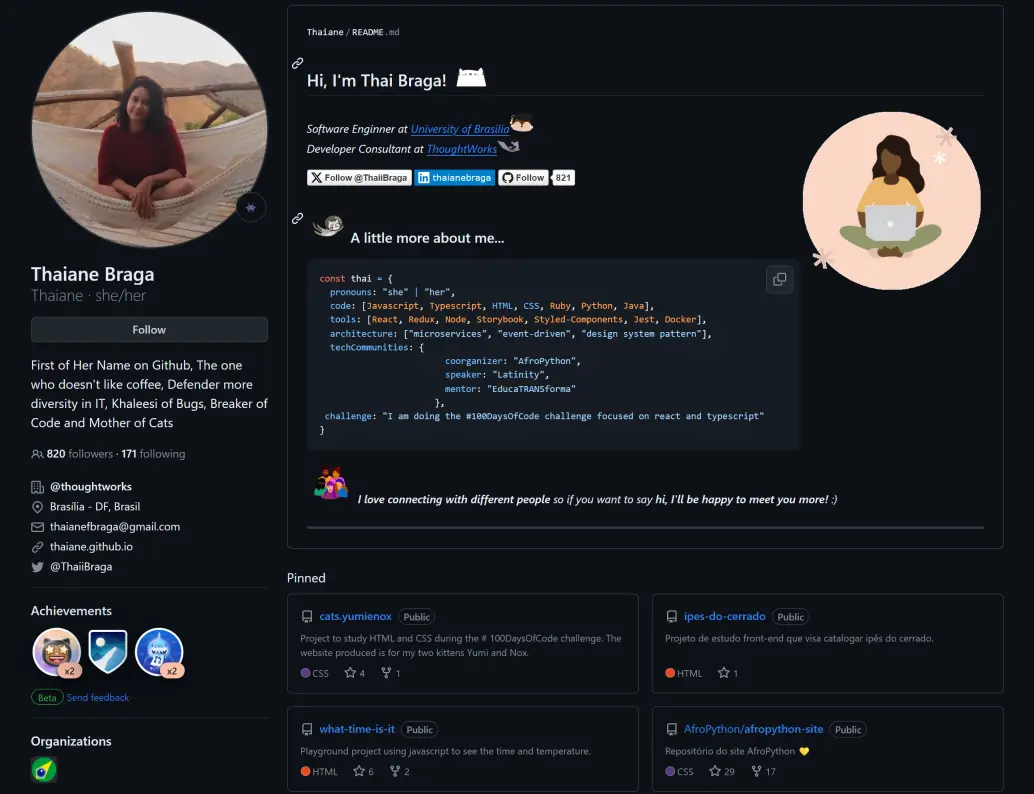 Thaiane Braga
Thaiane · she/her
Follow
First of Her Name on Github, The one
who doesn't like coffee, Defender more
diversity in IT, Khaleesi of Bugs, Breaker of
Code and Mother of Cats
820 followers · 171 following
@thoughtworks
Brasília - DF, Brasil
thaianefbraga@gmail.com
thaiane.github.io
@ThaiiBraga
Achievements
x2
x2
Beta Send feedback
Organizations
Thaiane/README.md
Hi, I'm Thai Braga!
Software Enginner at University of Brasilia
Developer Consultant at ThoughtWorks
Follow @ThaiiBraga in thaianebraga Follow 821
A little more about me...
const thai = {
pronouns: "she" | "her",
code: [Javascript, Typescript, HTML, CSS, Ruby, Python, Java],
tools: [React, Redux, Node, Storybook, Styled-Components, Jest, Docker],
architecture: ["microservices", "event-driven", "design system pattern"],
techCommunities: {
coorganizer: "AfroPython",
speaker: "Latinity",
mentor: "EducaTRANSforma"
},
challenge: "I am doing the #100DaysOfCode challenge focused on react and typescript"
}
I love connecting with different people so if you want to say hi, I'll be happy to meet you more! :)
Pinned
cats.yumienox Public
Project to study HTML and CSS during the # 100DaysOfCode challenge. The
website produced is for my two kittens Yumi and Nox.
CSS 4 1
ipes-do-cerrado Public
Projeto de estudo front-end que visa catalogar ipês do cerrado.
HTML 1
what-time-is-it Public
Playground project using javascript to see the time and temperature.
HTML 6 2
AfroPython/afropython-site Public
Repositório do site AfroPython 💛
CSS 29 17